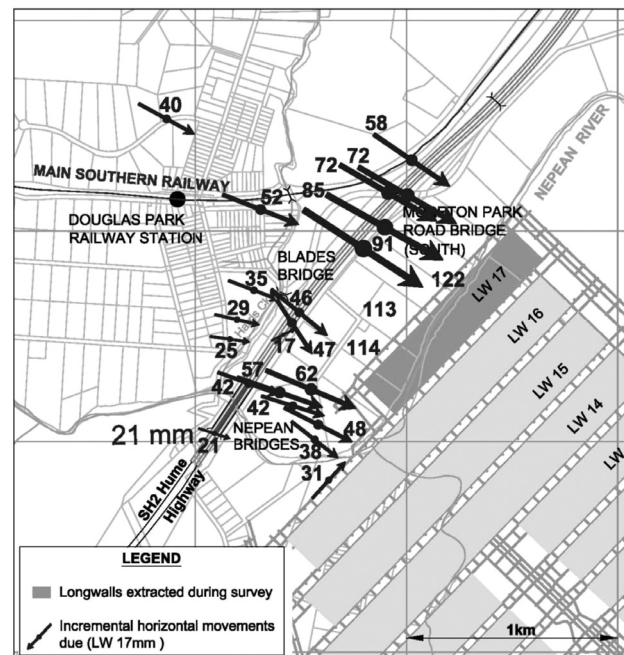 40
58
72
72
MAIN SOUTHERN RAILWAY
52
85
NEPEAN RIVER
DOUGLAS PARK
RAILWAY STATION
MORETON PARK
ROAD BRIDGE
(SOUTH)
91
BLADES
BRIDGE
122
LW 17
35
46
113
LW 16
29
25
17
47
114
LW 15
57
62
42
42
LW 14
21 mm
21
NEPEAN
BRIDGES
48
38
31
LW
SH2 Hume
Highway
LEGEND
Longwalls extracted during survey
Incremental horizontal movements
due (LW 17mm )
1km